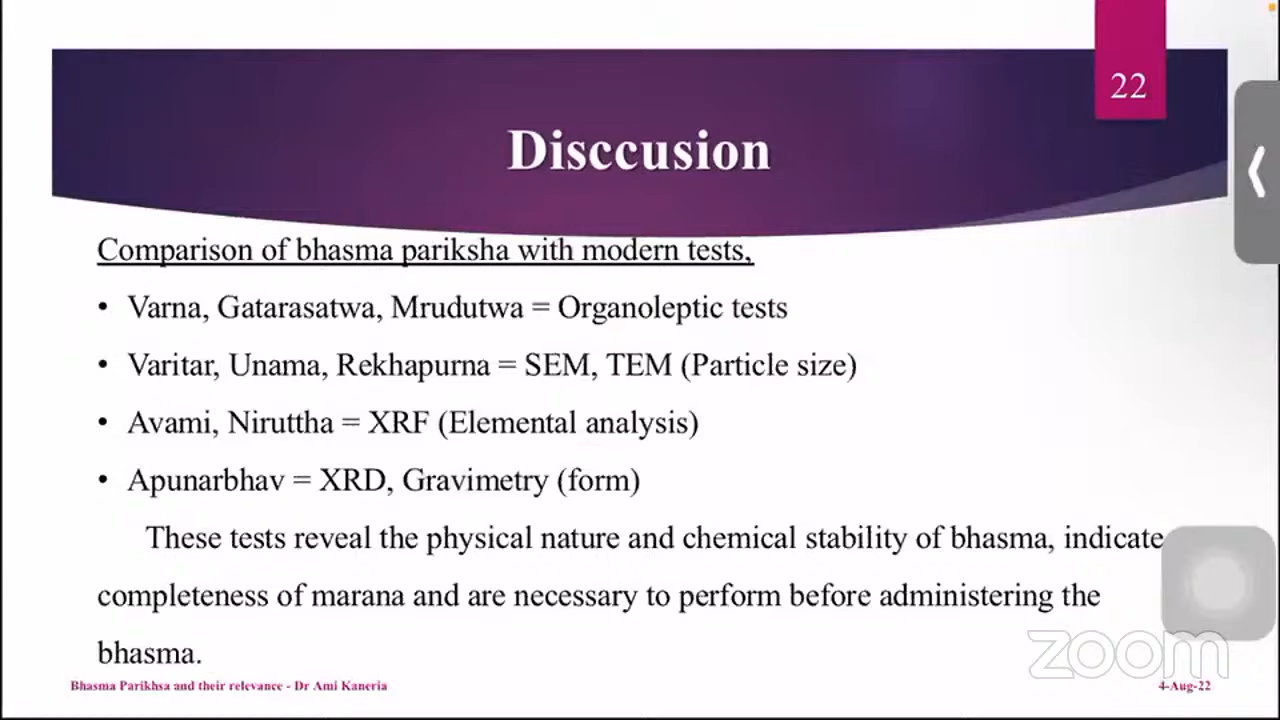 22
Disccusion
Comparison of bhasma pariksha with modern tests,
• Varna, Gatarasatwa, Mrudutwa = Organoleptic tests
• Varitar, Unama, Rekhapurna = SEM, TEM (Particle size)
• Avami, Niruttha = XRF (Elemental analysis)
• Apunarbhav = XRD, Gravimetry (form)
These tests reveal the physical nature and chemical stability of bhasma, indicate
completeness of marana and are necessary to perform before administering the
bhasma.
zoom
Bhasma Parikhsa and their relevance - Dr Ami Kaneria
4-Aug-22